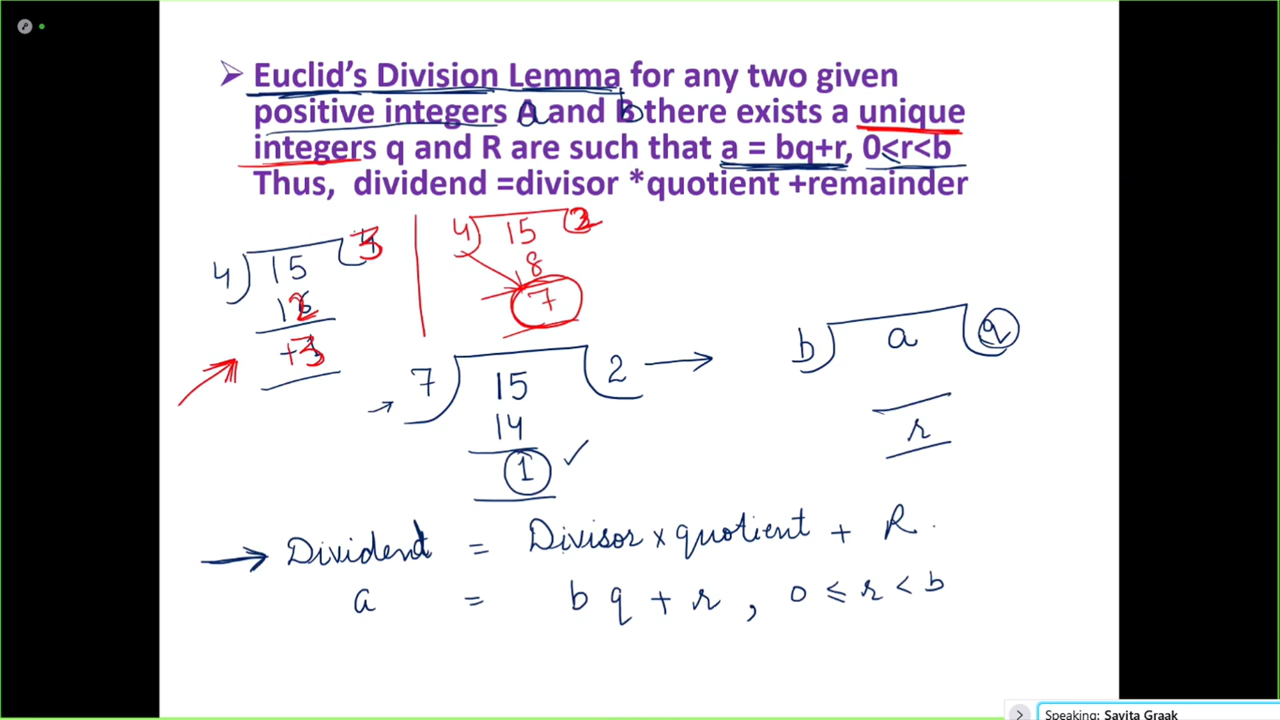 ➤ Euclid's Division Lemma for any two given
positive integers a and b there exists a unique
integers q and R are such that a = bq+r, 0≤r<b
Thus, dividend =divisor *quotient +remainder
4) 15 ( 3
12
+3
4) 15 (
8
7
7) 15 ( 2 →
14
1 ✓
b) a ( q
r
→ Divident = Divisor × quotient + R.
a = bq + r, 0 ≤ r < b
Speaking: Savita Graak